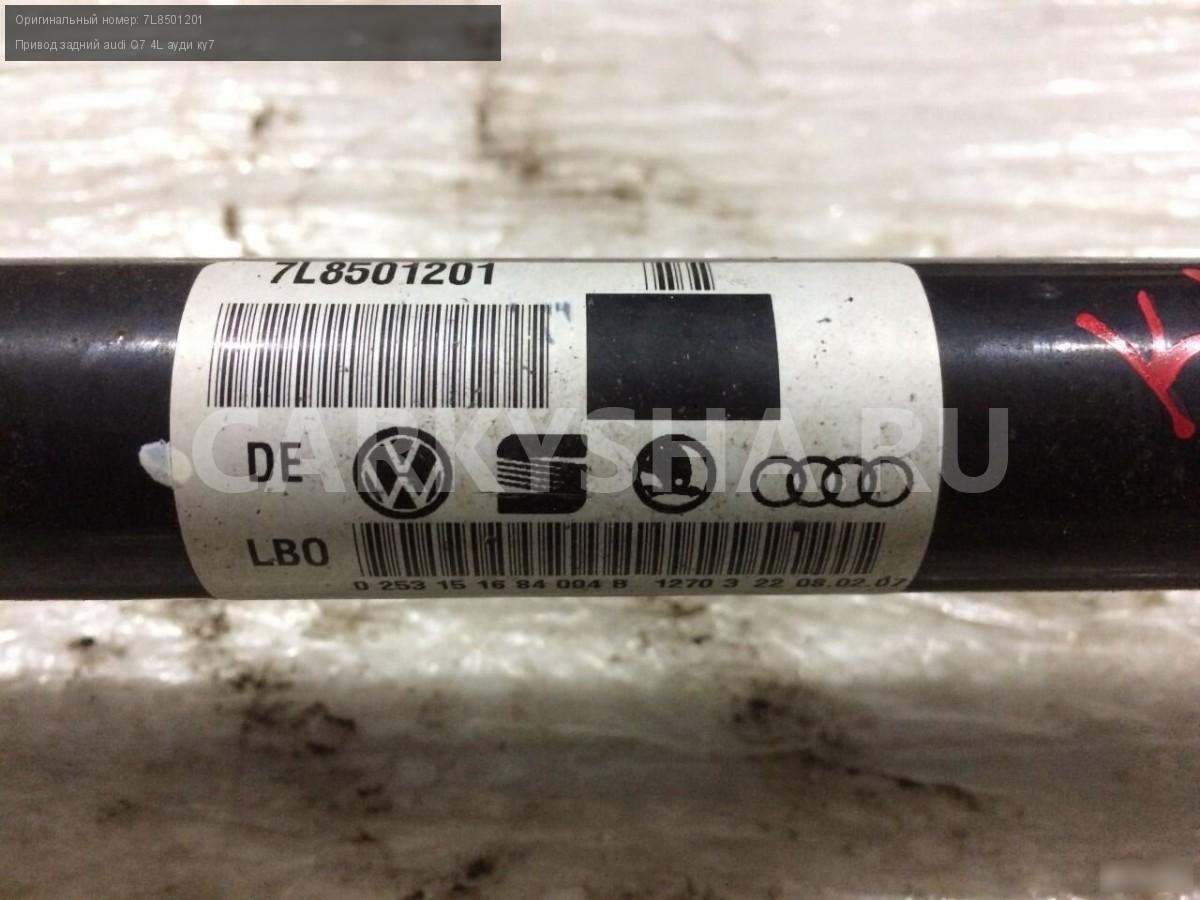 Оригинальный номер: 7L8501201
Привод задний audi Q7 4L ауди ку7
7L8501201
CARKYSHA.RU
DE
LBO
0 253 15 16 84 004 B 1270 3 22 08.02.07